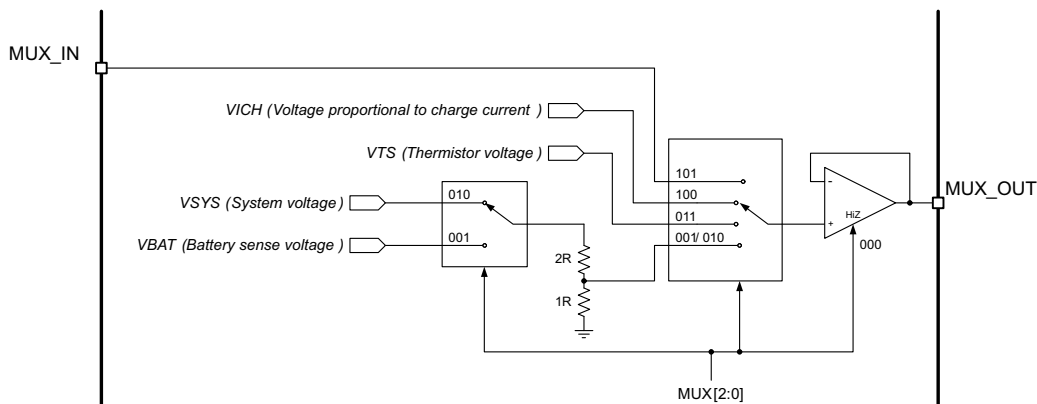 MUX_IN
VICH (Voltage proportional to charge current )
VTS (Thermistor voltage )
101
VSYS (System voltage )
010
100
-
MUX_OUT
011
+
HiZ
VBAT (Battery sense voltage )
001
001/ 010
000
2R
1R
MUX[2:0]